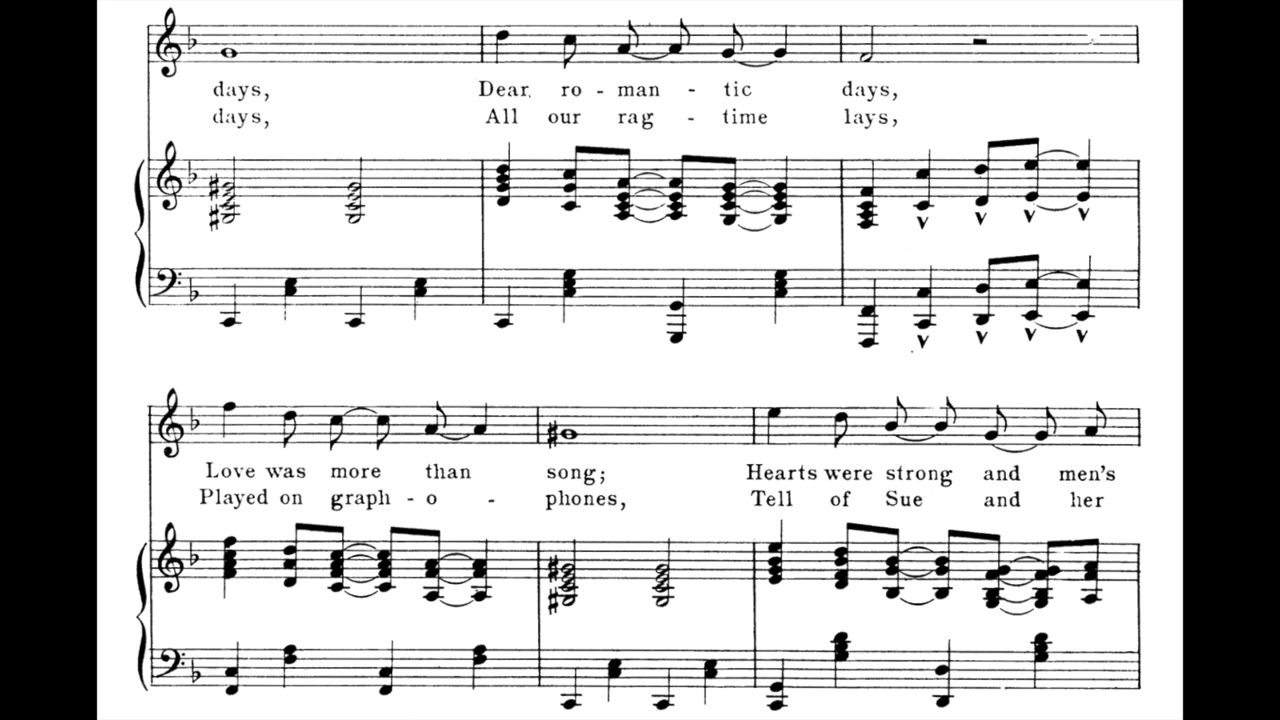 days, Dear ro - man - tic days,
days, All our rag - time lays,
Love was more than song; Hearts were strong and men's
Played on graph - o - phones, Tell of Sue and her